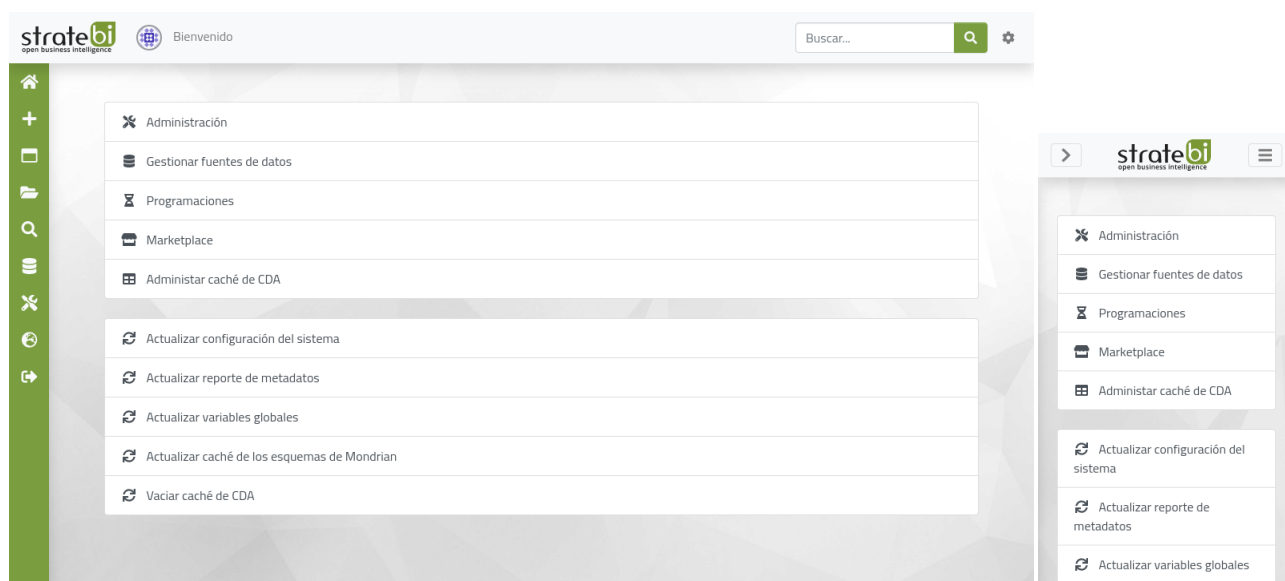 stratebi
open business intelligence
Bienvenido
Buscar...
Administración
Gestionar fuentes de datos
Programaciones
Marketplace
Administar caché de CDA
Actualizar configuración del sistema
Actualizar reporte de metadatos
Actualizar variables globales
Actualizar caché de los esquemas de Mondrian
Vaciar caché de CDA
stratebi
open business intelligence
Administración
Gestionar fuentes de datos
Programaciones
Marketplace
Administar caché de CDA
Actualizar configuración del
sistema
Actualizar reporte de
metadatos
Actualizar variables globales